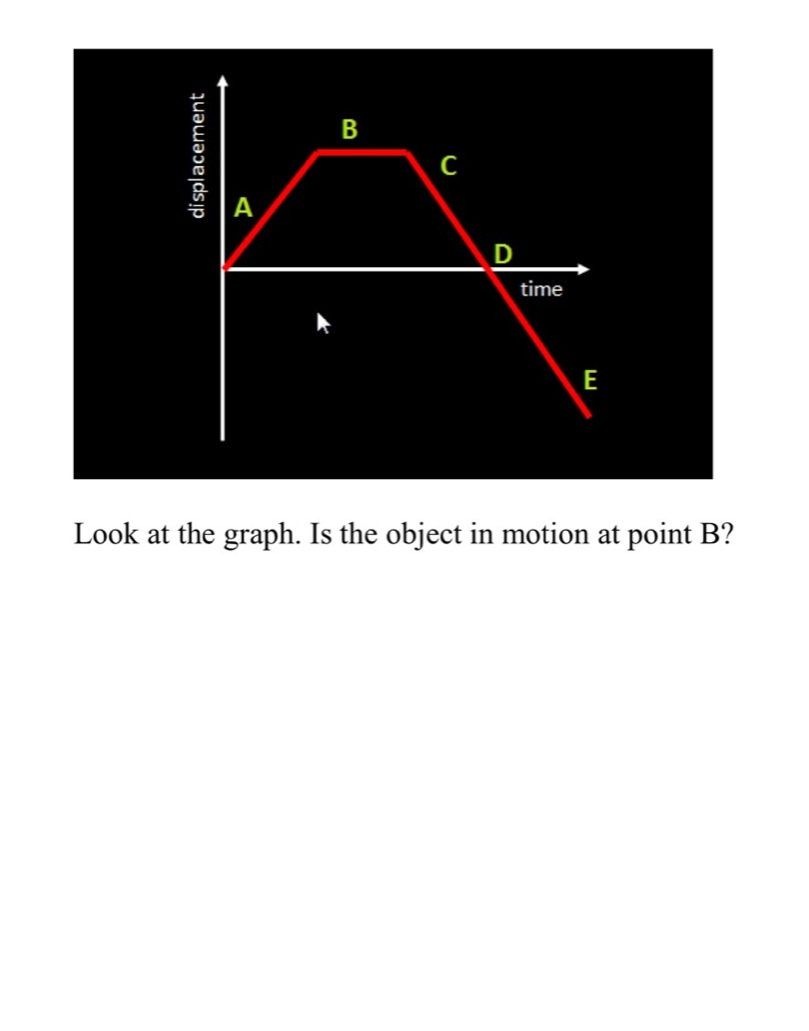 displacement
B
C
A
D
time
E
Look at the graph. Is the object in motion at point B?